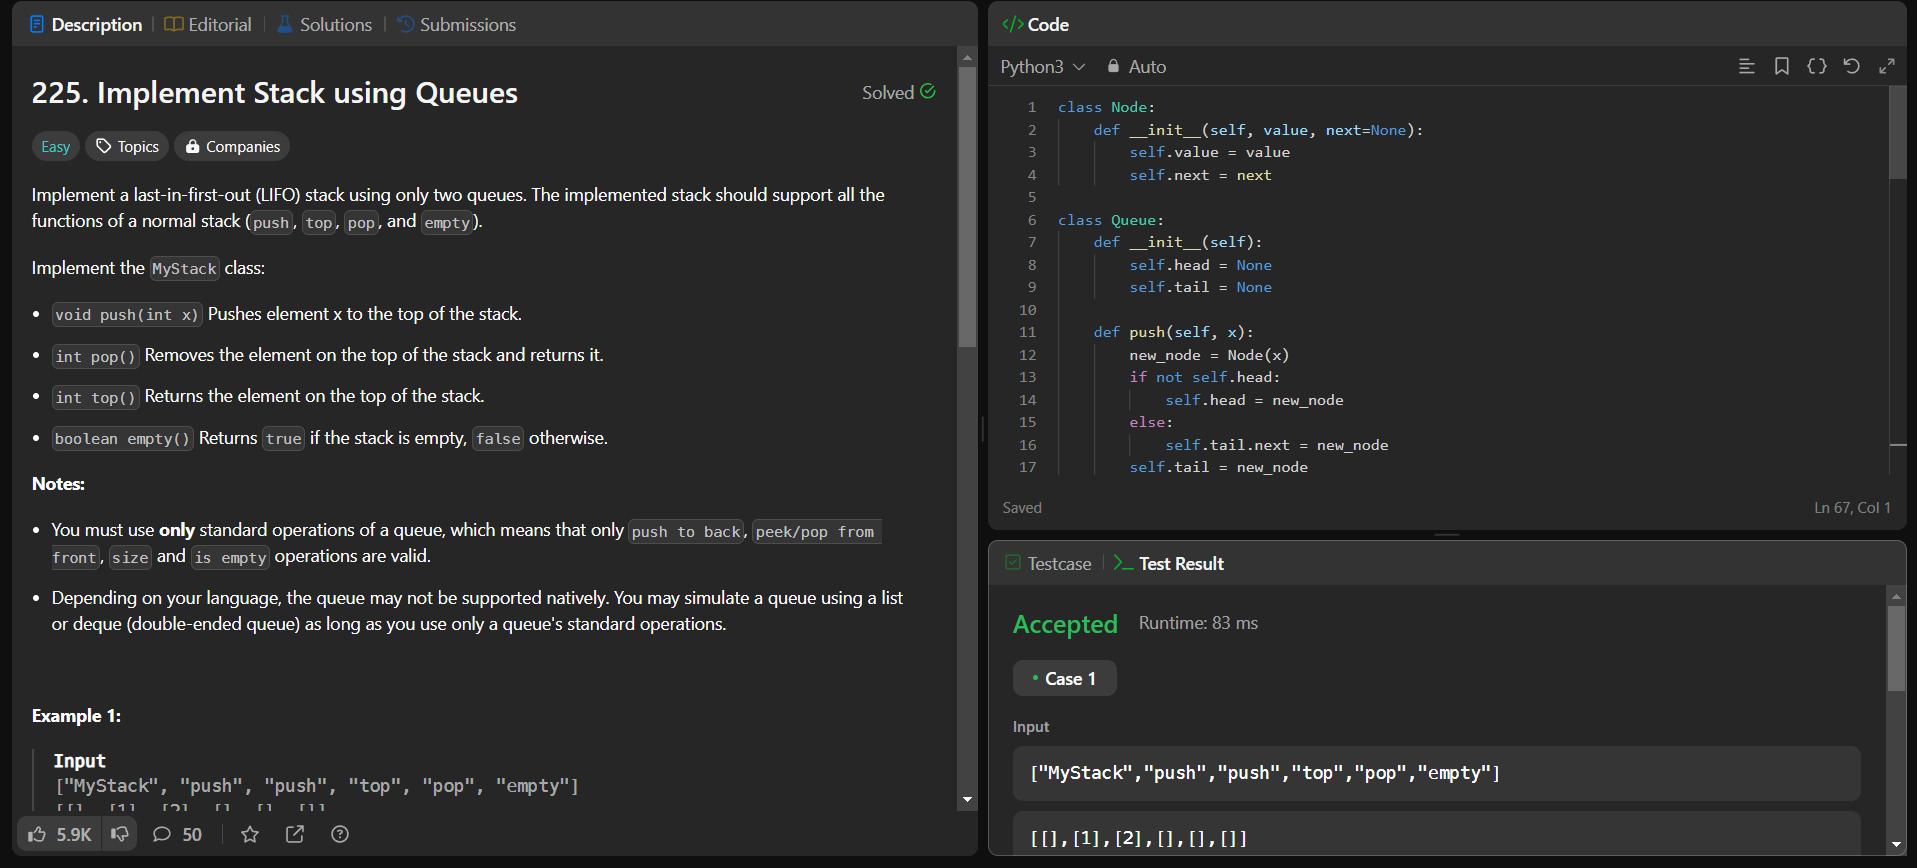 Description | Editorial | Solutions | Submissions
225. Implement Stack using Queues
Solved
Easy Topics Companies
Implement a last-in-first-out (LIFO) stack using only two queues. The implemented stack should support all the
functions of a normal stack (push, top, pop, and empty).
Implement the MyStack class:
• void push(int x) Pushes element x to the top of the stack.
• int pop() Removes the element on the top of the stack and returns it.
• int top() Returns the element on the top of the stack.
• boolean empty() Returns true if the stack is empty, false otherwise.
Notes:
• You must use only standard operations of a queue, which means that only push to back, peek/pop from
front, size and is empty operations are valid.
• Depending on your language, the queue may not be supported natively. You may simulate a queue using a list
or deque (double-ended queue) as long as you use only a queue's standard operations.
Example 1:
Input
["MyStack", "push", "push", "top", "pop", "empty"]
[[], [1], [2], [], [], []]
5.9K 50
</> Code
Python3 Auto
1 class Node:
2     def __init__(self, value, next=None):
3         self.value = value
4         self.next = next
5
6 class Queue:
7     def __init__(self):
8         self.head = None
9         self.tail = None
10
11     def push(self, x):
12         new_node = Node(x)
13         if not self.head:
14             self.head = new_node
15         else:
16             self.tail.next = new_node
17         self.tail = new_node
Saved Ln 67, Col 1
Testcase | >_ Test Result
Accepted Runtime: 83 ms
• Case 1
Input
["MyStack","push","push","top","pop","empty"]
[[],[1],[2],[],[],[]]